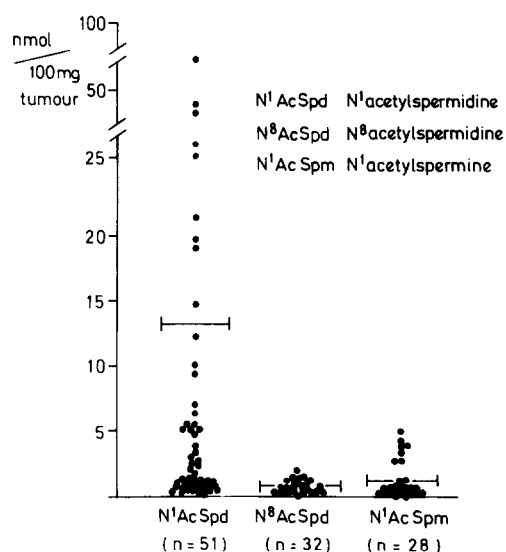 nmol
100mg
tumour
100
50
25
20
15
10
5
N¹AcSpd N¹acetylspermidine
N⁸AcSpd N⁸acetylspermidine
N¹AcSpm N¹acetylspermine
N¹AcSpd N⁸AcSpd N¹AcSpm
(n=51) (n=32) (n=28)